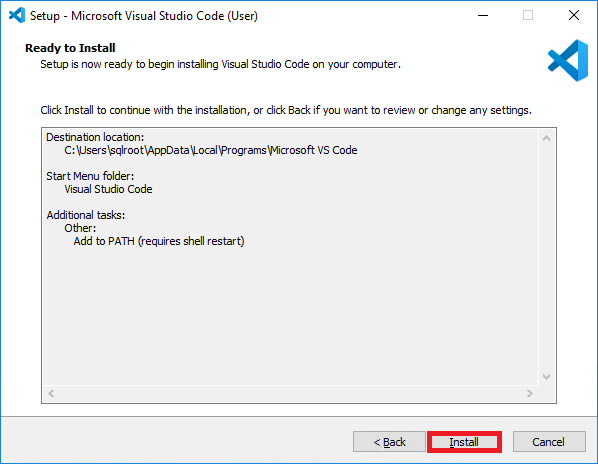 Setup - Microsoft Visual Studio Code (User)
Ready to Install
Setup is now ready to begin installing Visual Studio Code on your computer.
Click Install to continue with the installation, or click Back if you want to review or change any settings.
Destination location:
C:\Users\sqlroot\AppData\Local\Programs\Microsoft VS Code
Start Menu folder:
Visual Studio Code
Additional tasks:
Other:
Add to PATH (requires shell restart)
< Back Install Cancel